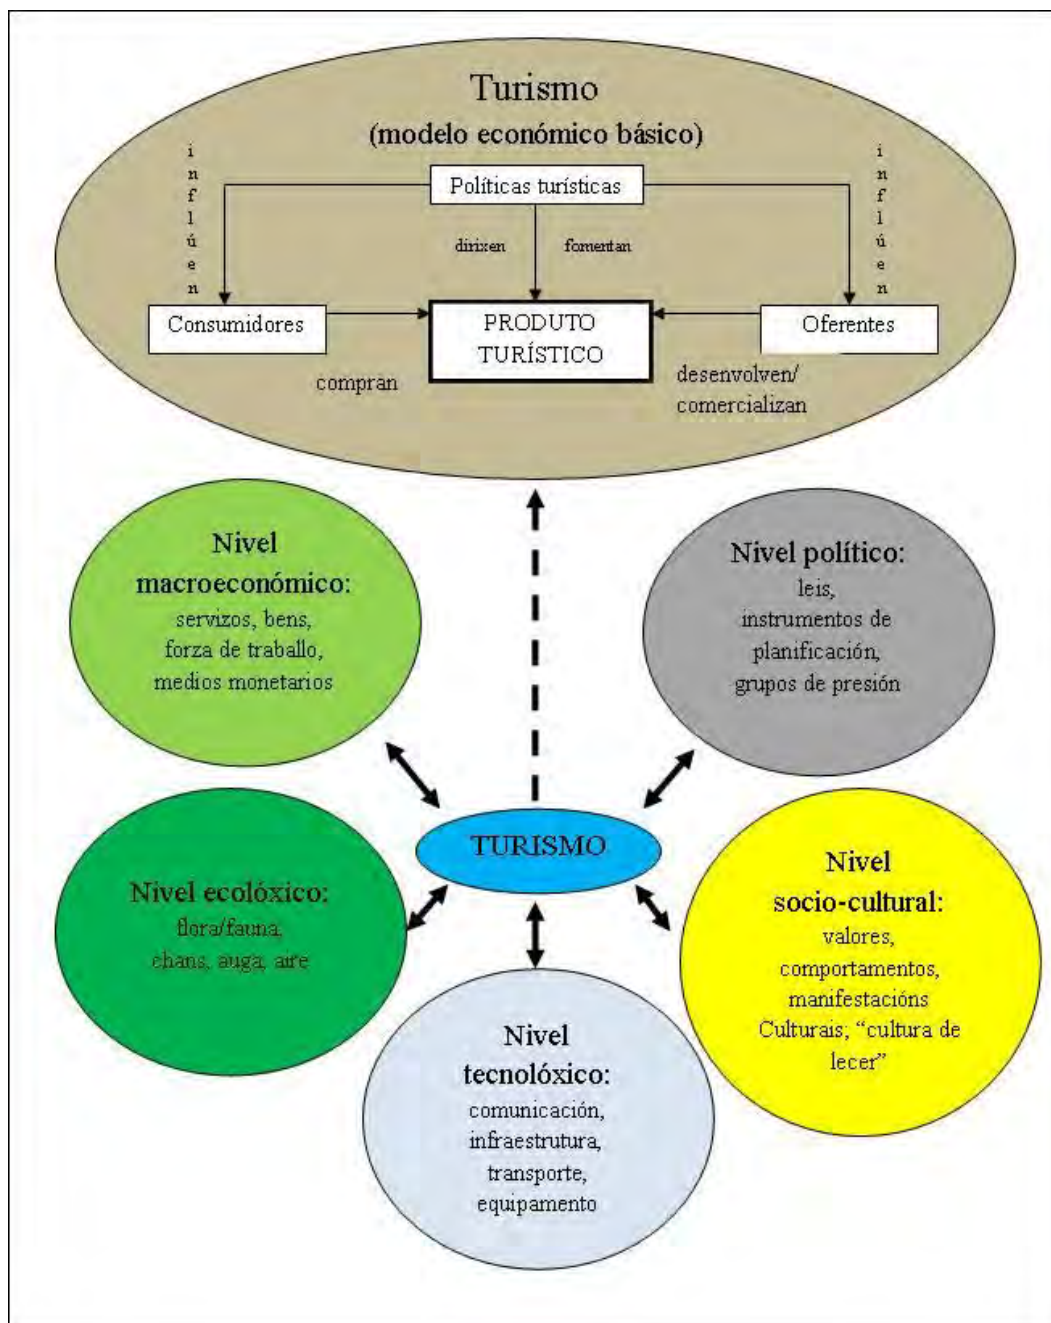 Turismo
(modelo económico básico)
inflúen
inflúen
Políticas turísticas
dirixen
fomentan
Consumidores
PRODUTO
TURÍSTICO
Oferentes
compran
desenvolven/
comercializan
Nivel
macroeconómico:
servizos, bens,
forza de traballo,
medios monetarios
Nivel político:
leis,
instrumentos de
planificación,
grupos de presión
TURISMO
Nivel ecolóxico:
flora/fauna,
chans, auga, aire
Nivel
socio-cultural:
valores,
comportamentos,
manifestacións
Culturais; “cultura de
lecer”
Nivel
tecnolóxico:
comunicación,
infraestrutura,
transporte,
equipamento